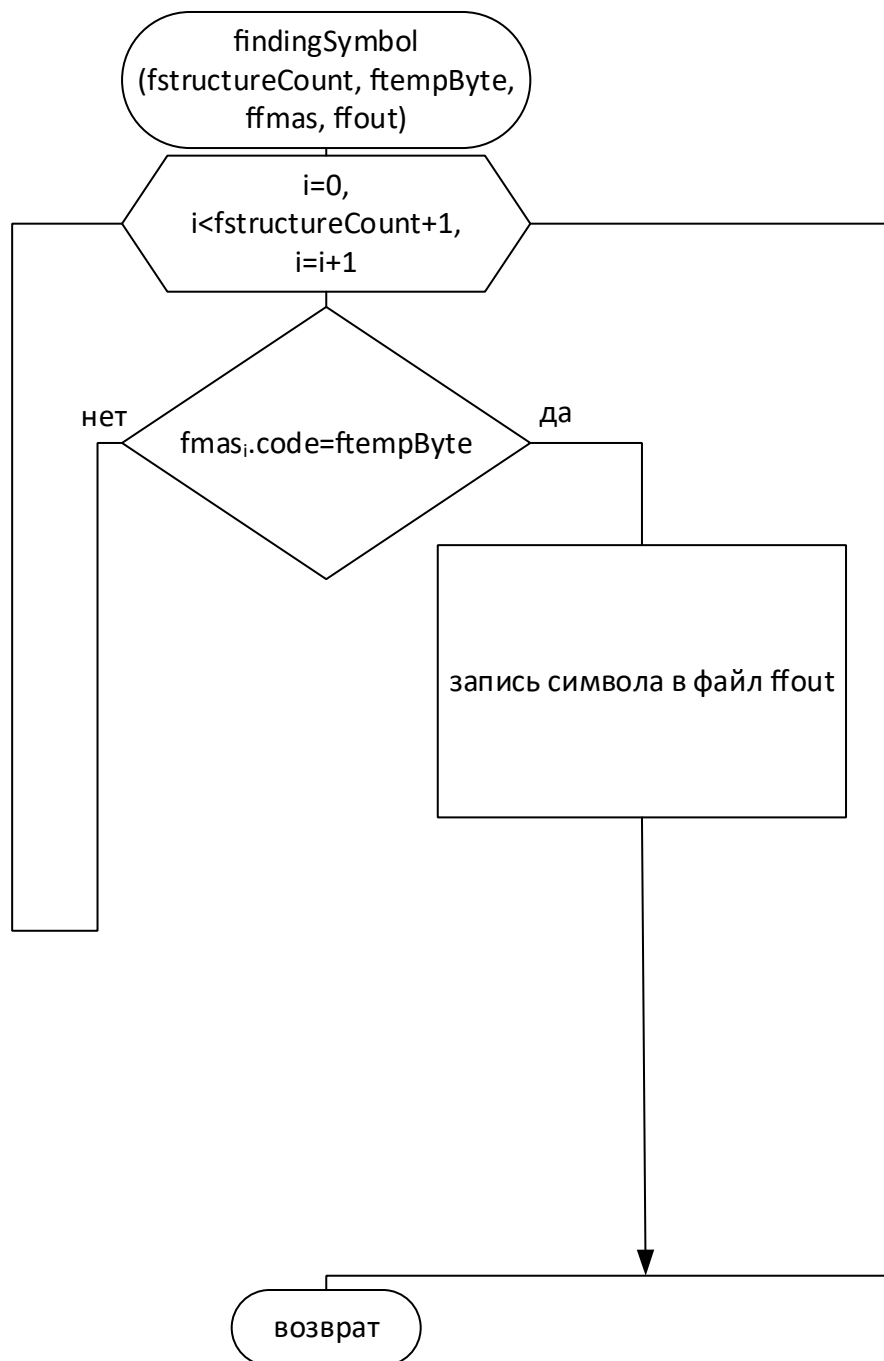 findingSymbol
(fstructureCount, ftempByte,
ffmas, ffout)
i=0,
i<fstructureCount+1,
i=i+1
нет
да
fmasᵢ.code=ftempByte
запись символа в файл ffout
возврат